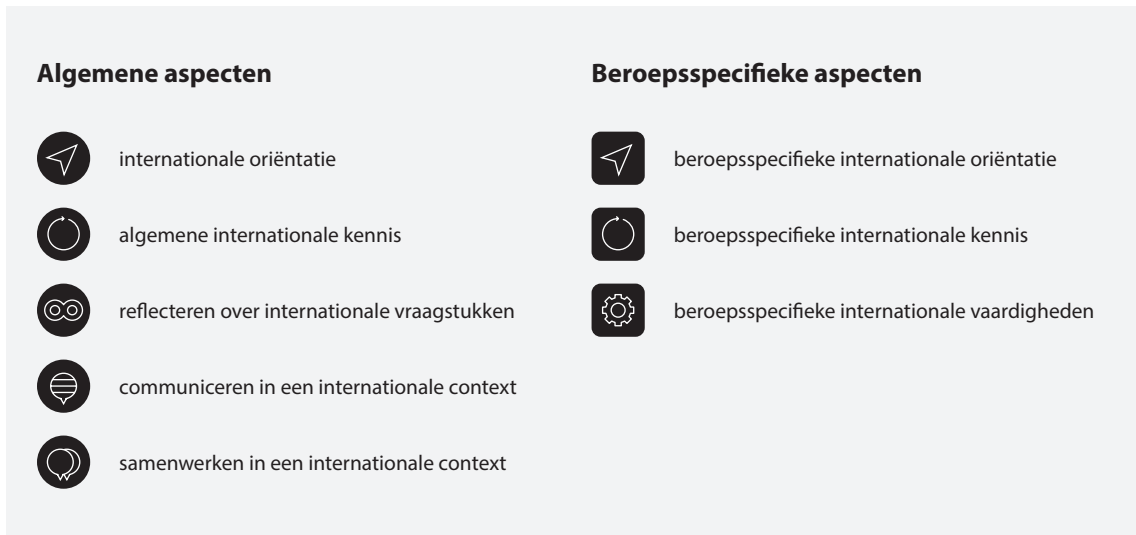 Algemene aspecten
internationale oriëntatie
algemene internationale kennis
reflecteren over internationale vraagstukken
communiceren in een internationale context
samenwerken in een internationale context
Beroepsspecifieke aspecten
beroepsspecifieke internationale oriëntatie
beroepsspecifieke internationale kennis
beroepsspecifieke internationale vaardigheden